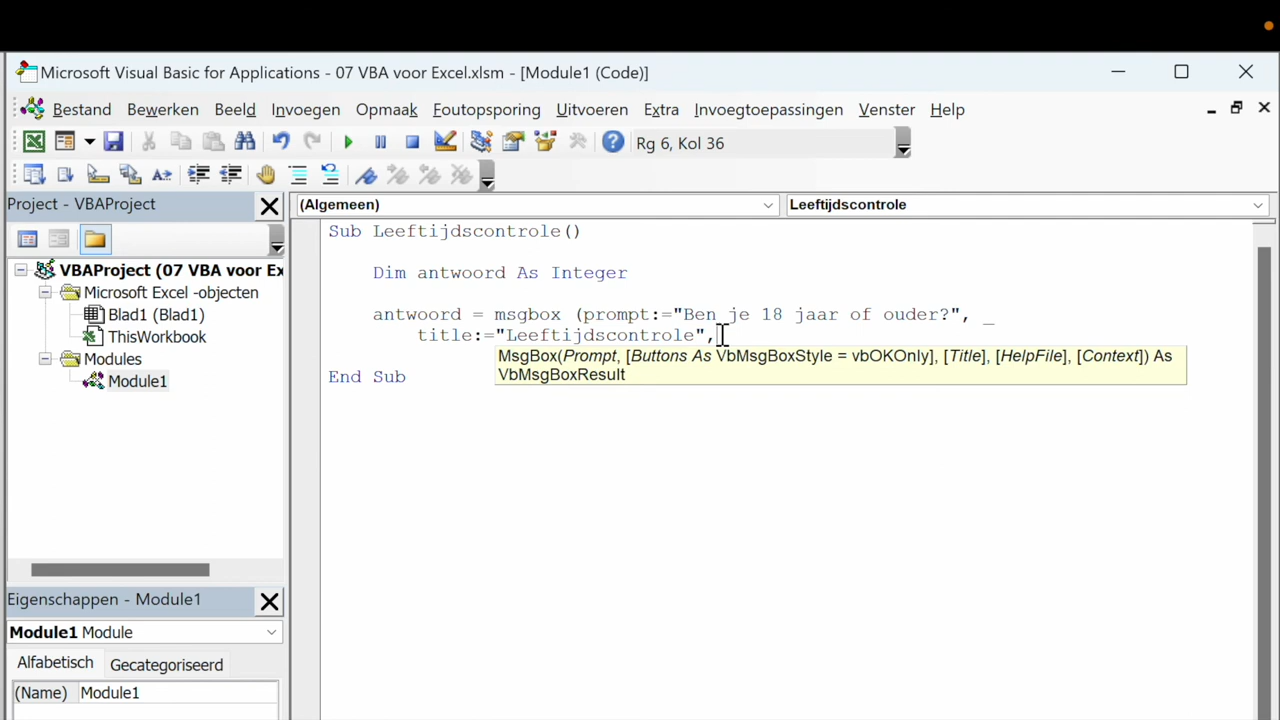 Microsoft Visual Basic for Applications - 07 VBA voor Excel.xlsm - [Module1 (Code)]
Bestand Bewerken Beeld Invoegen Opmaak Foutopsporing Uitvoeren Extra Invoegtoepassingen Venster Help
Rg 6, Kol 36
Project - VBAProject
(Algemeen)
Leeftijdscontrole
VBAProject (07 VBA voor Ex
Microsoft Excel -objecten
Blad1 (Blad1)
ThisWorkbook
Modules
Module1
Sub Leeftijdscontrole()
Dim antwoord As Integer
antwoord = msgbox (prompt:="Ben je 18 jaar of ouder?", _
title:="Leeftijdscontrole",
MsgBox(Prompt, [Buttons As VbMsgBoxStyle = vbOKOnly], [Title], [HelpFile], [Context]) As
VbMsgBoxResult
End Sub
Eigenschappen - Module1
Module1 Module
Alfabetisch Gecategoriseerd
(Name) Module1